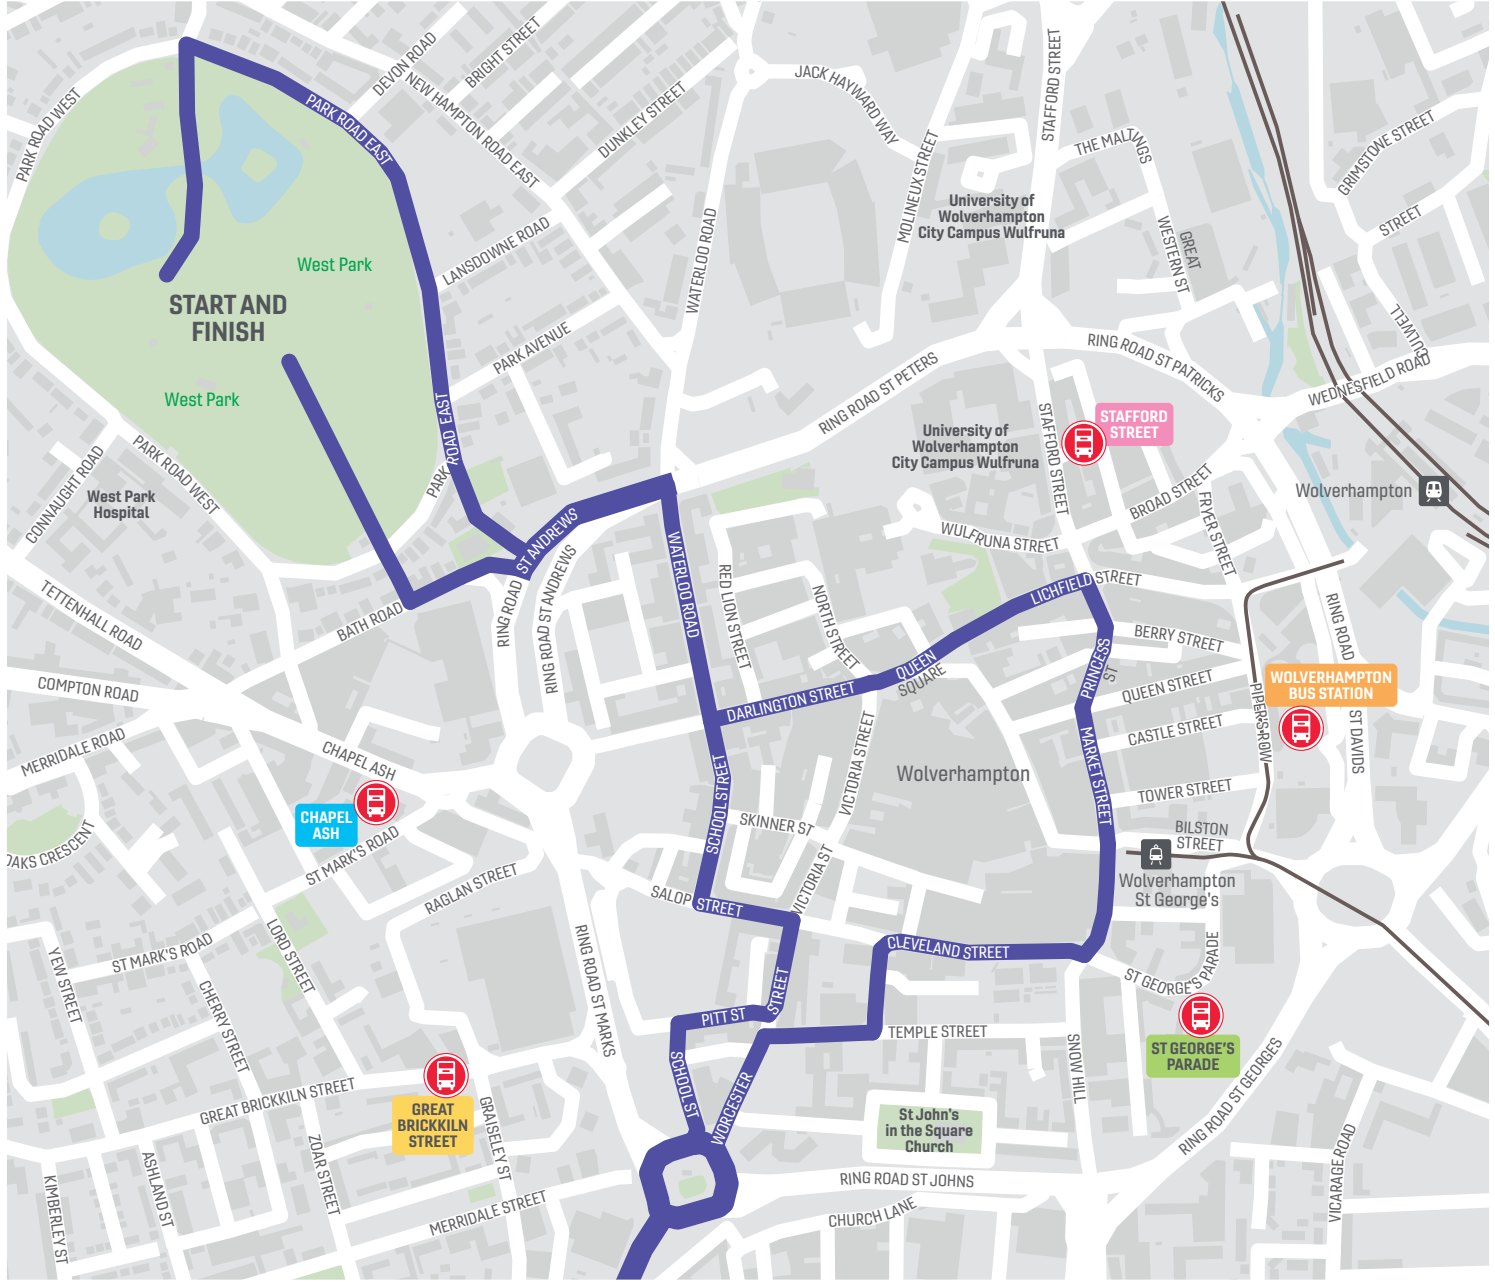 DEVON ROAD
BRIGHT STREET
NEW HAMPTON ROAD EAST
DUNKLEY STREET
JACK HAYWARD WAY
STAFFORD STREET
THE MALTINGS
MOLINEUX STREET
GRIMSTONE STREET
STREET
PARK ROAD WEST
PARK ROAD EAST
University of
Wolverhampton
City Campus Wulfruna
GREAT
WESTERN ST
LANSDOWNE ROAD
WATERLOO ROAD
West Park
START AND
FINISH
PARK AVENUE
CULWELL
RING ROAD ST PETERS
RING ROAD ST PATRICKS
WEDNESFIELD ROAD
West Park
PARK ROAD EAST
STAFFORD STREET
STAFFORD
STREET
University of
Wolverhampton
City Campus Wulfruna
PARK ROAD WEST
CONNAUGHT ROAD
West Park
Hospital
BROAD STREET
FRYER STREET
Wolverhampton
WULFRUNA STREET
ST ANDREWS
RING ROAD
RING ROAD ST ANDREWS
WATERLOO ROAD
RED LION STREET
NORTH STREET
LICHFIELD STREET
TETTENHALL ROAD
BATH ROAD
RING ROAD
ST DAVIDS
BERRY STREET
PRINCESS
ST
QUEEN
SQUARE
QUEEN STREET
COMPTON ROAD
DARLINGTON STREET
WOLVERHAMPTON
BUS STATION
PIPER'S ROW
CASTLE STREET
MERRIDALE ROAD
CHAPEL ASH
SCHOOL STREET
VICTORIA STREET
Wolverhampton
MARKET STREET
TOWER STREET
CHAPEL
ASH
SKINNER ST
BILSTON
STREET
OAKS CRESCENT
ST MARK'S ROAD
VICTORIA ST
Wolverhampton
St George's
RAGLAN STREET
SALOP STREET
LORD STREET
ST MARK'S ROAD
YEW STREET
CHERRY STREET
RING ROAD ST MARKS
CLEVELAND STREET
ST GEORGE'S PARADE
STREET
PITT ST
TEMPLE STREET
SNOW HILL
ST GEORGE'S
PARADE
SCHOOL ST
WORCESTER
RING ROAD ST GEORGES
GREAT BRICKKILN STREET
GREAT
BRICKKILN
STREET
GRAISELEY ST
St John's
in the Square
Church
ZOAR STREET
ASHLAND ST
KIMBERLEY ST
MERRIDALE STREET
RING ROAD ST JOHNS
CHURCH LANE
VICARAGE ROAD